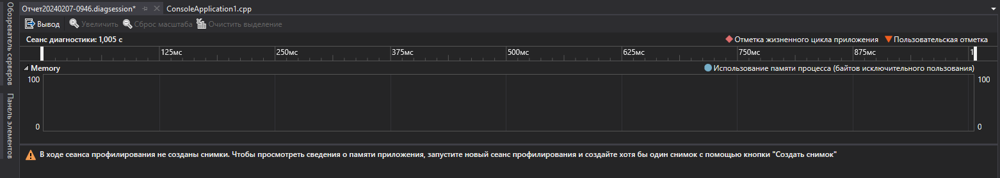 Обозреватель серверов
Панель элементов
Отчет20240207-0946.diagsession*
ConsoleApplication1.cpp
Вывод Увеличить Сброс масштаба Очистить выделение
Сеанс диагностики: 1,005 с
Отметка жизненного цикла приложения Пользовательская отметка
125мс 250мс 375мс 500мс 625мс 750мс 875мс 1
Memory
Использование памяти процесса (байтов исключительного пользования)
100 100
0 0
В ходе сеанса профилирования не созданы снимки. Чтобы просмотреть сведения о памяти приложения, запустите новый сеанс профилирования и создайте хотя бы один снимок с помощью кнопки "Создать снимок"